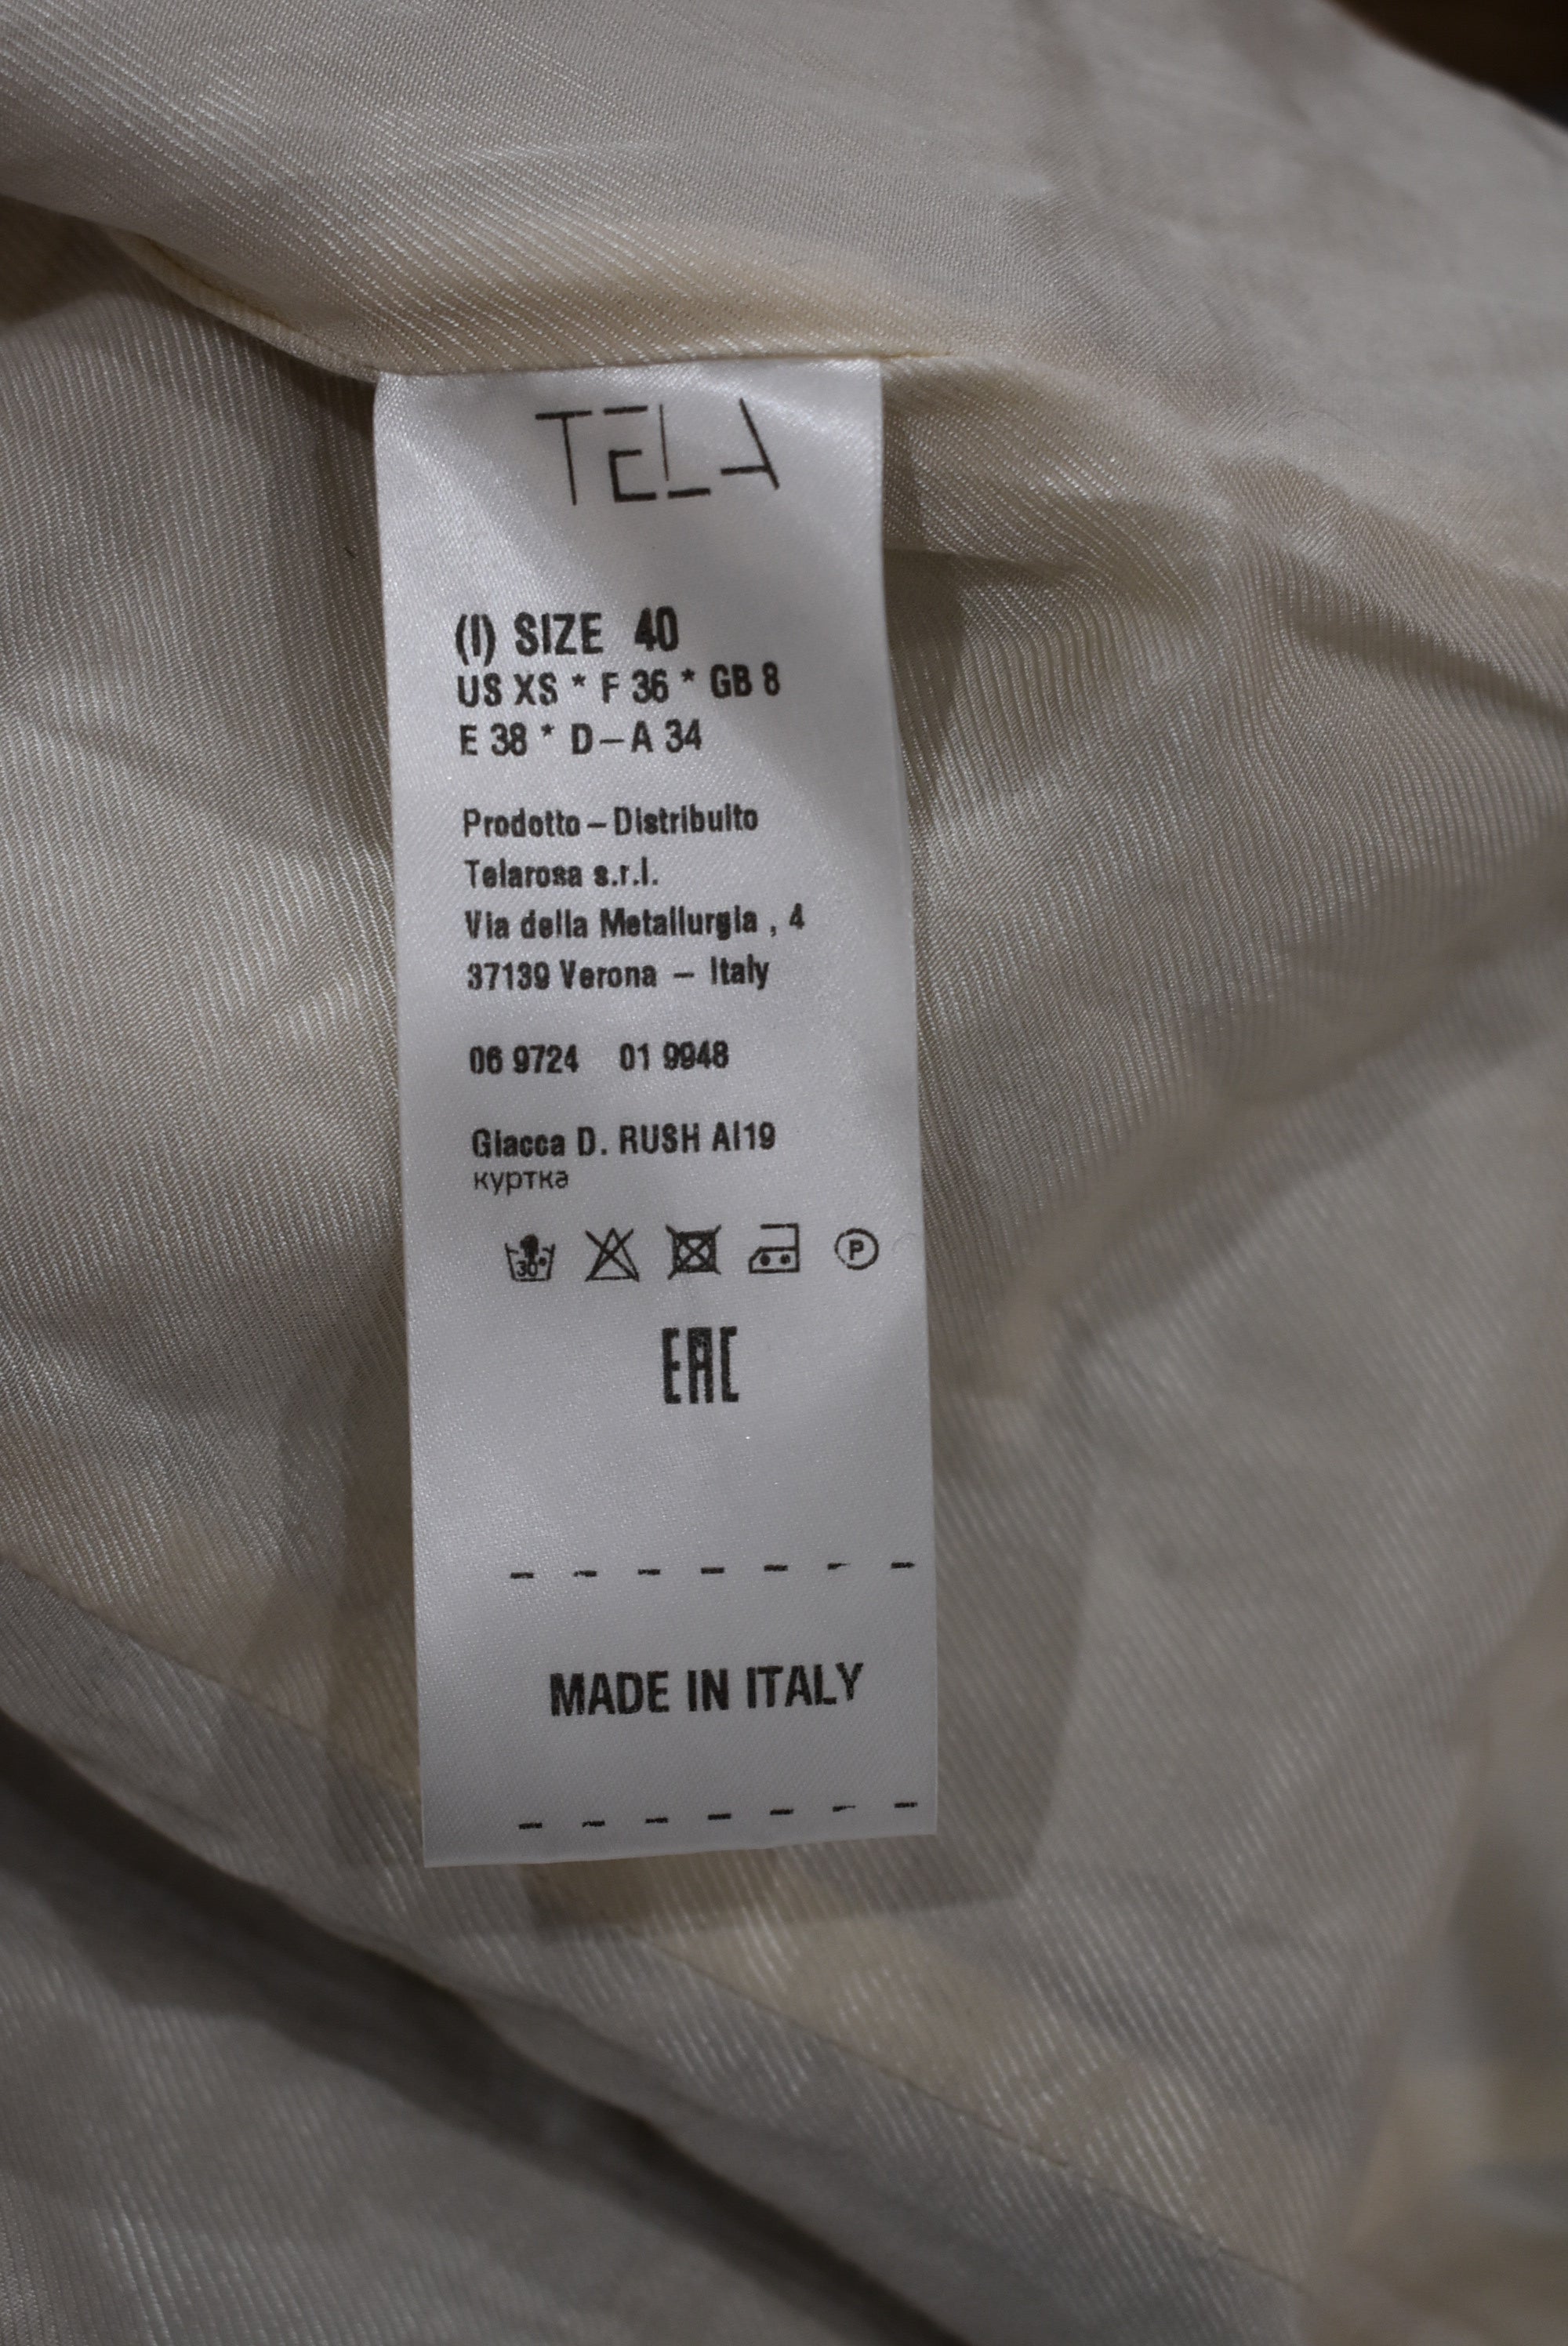 TELA
(I) SIZE 40
US XS * F 36 * GB 8
E 38 * D–A 34
Prodotto – Distribuito
Telarosa s.r.l.
Via della Metallurgia , 4
37139 Verona – Italy
06 9724 01 9948
Giacca D. RUSH AI19
куртка
30°
P
EAC
MADE IN ITALY